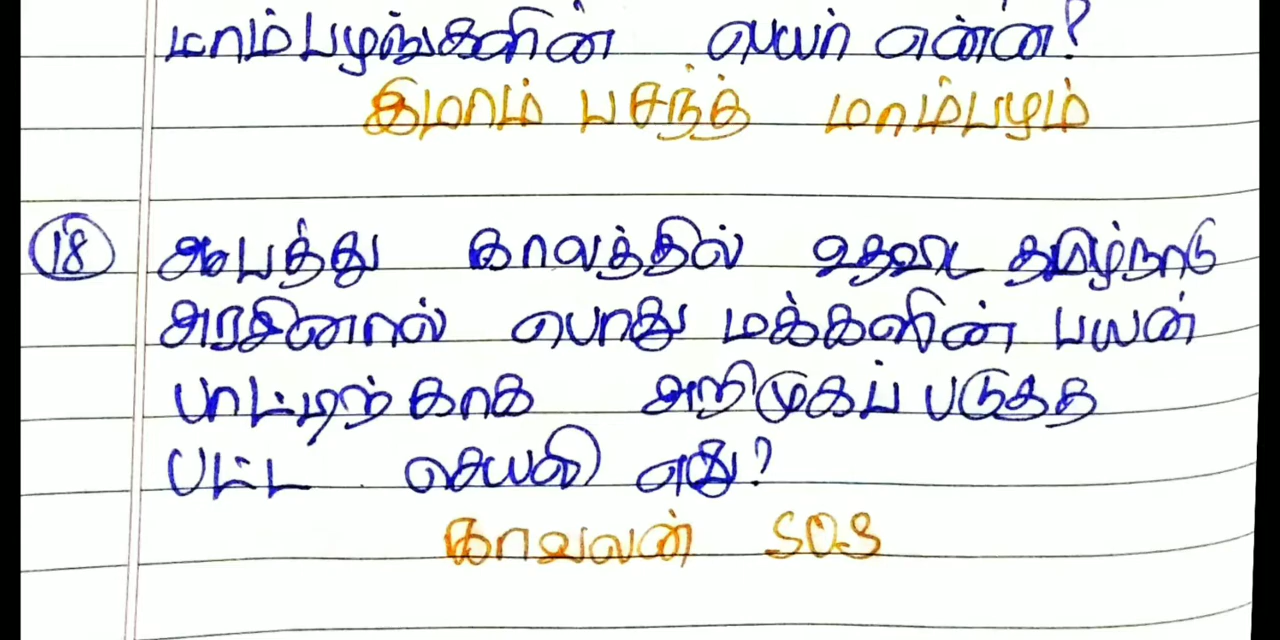 மாம்பழங்களின் பெயர் என்ன?
இமாம் பசந்த் மாம்பழம்
18 ஆபத்து காலத்தில் உதவிட தமிழ்நாடு
அரசினால் பொது மக்களின் பயன்
பாட்டிற்காக அறிமுகப் படுத்த
பட்ட செயலி எது?
காவலன் SOS